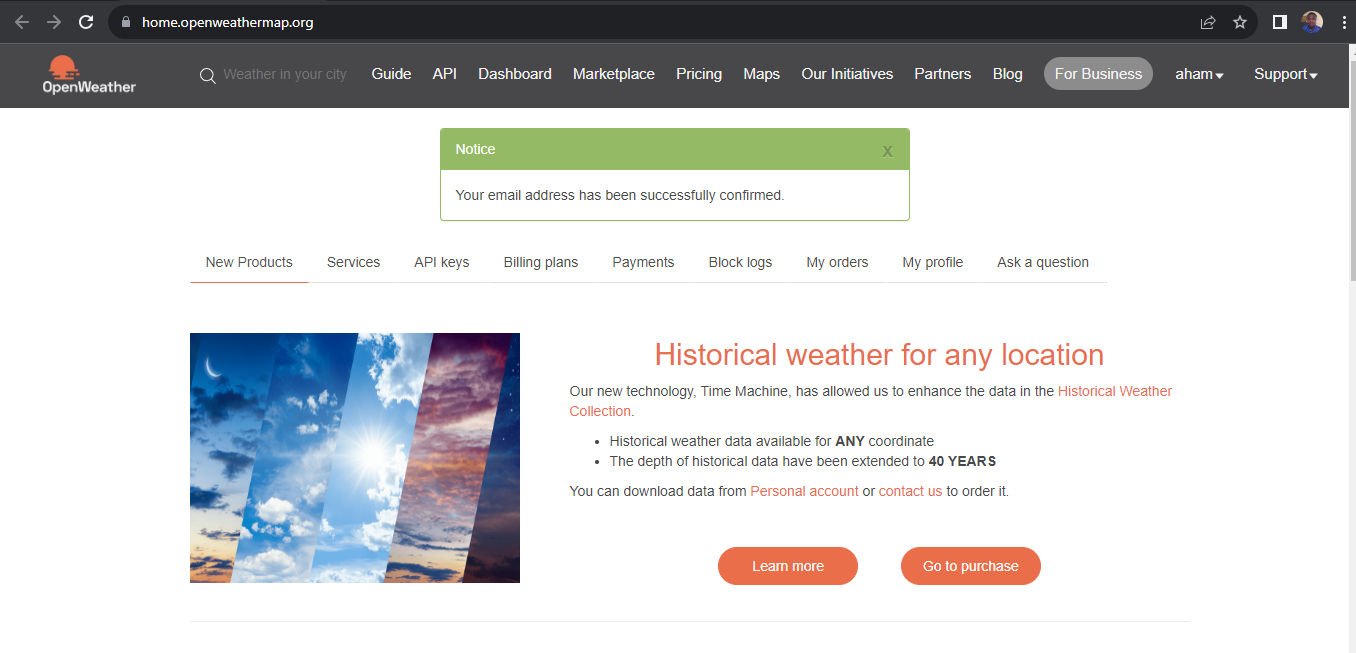 home.openweathermap.org
OpenWeather
Weather in your city
Guide
API
Dashboard
Marketplace
Pricing
Maps
Our Initiatives
Partners
Blog
For Business
aham
Support
Notice
x
Your email address has been successfully confirmed.
New Products
Services
API keys
Billing plans
Payments
Block logs
My orders
My profile
Ask a question
Historical weather for any location
Our new technology, Time Machine, has allowed us to enhance the data in the Historical Weather
Collection.
• Historical weather data available for ANY coordinate
• The depth of historical data have been extended to 40 YEARS
You can download data from Personal account or contact us to order it.
Learn more
Go to purchase